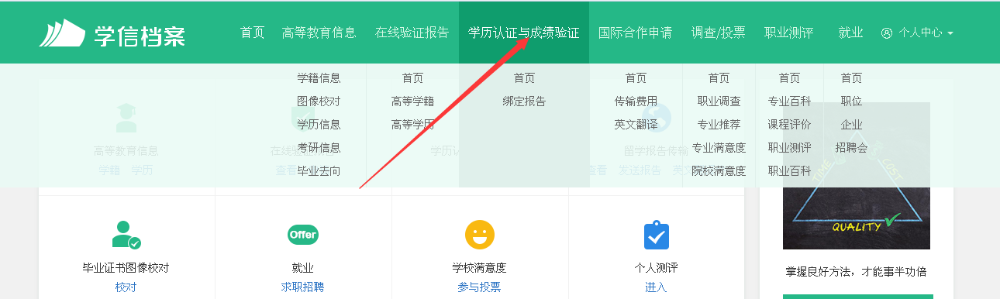 学信档案
首页 高等教育信息 在线验证报告 学历认证与成绩验证 国际合作申请 调查/投票 职业测评 就业 个人中心
学籍信息
图像校对
学历信息
考研信息
毕业去向
首页
高等学籍
高等学历
首页
绑定报告
首页
传输费用
英文翻译
首页
职业调查
专业推荐
专业满意度
院校满意度
首页
专业百科
课程评价
职业测评
职业百科
首页
职位
企业
招聘会
高等教育信息
学籍 学历
在线验证报告
查看
学历认
留学报告传输
查看 发送报告 英文
TIME
COST
QUALITY
毕业证书图像校对
校对
Offer
就业
求职招聘
学校满意度
参与投票
个人测评
进入
掌握良好方法，才能事半功倍